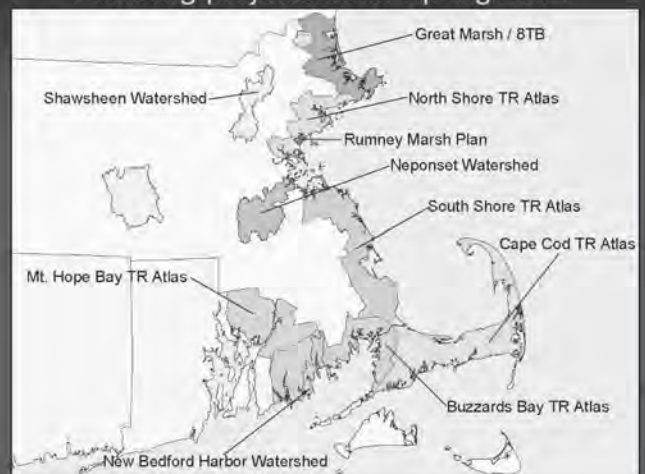 Great Marsh / 8TB
Shawsheen Watershed
North Shore TR Atlas
Rumney Marsh Plan
Neponset Watershed
South Shore TR Atlas
Cape Cod TR Atlas
Mt. Hope Bay TR Atlas
Buzzards Bay TR Atlas
New Bedford Harbor Watershed